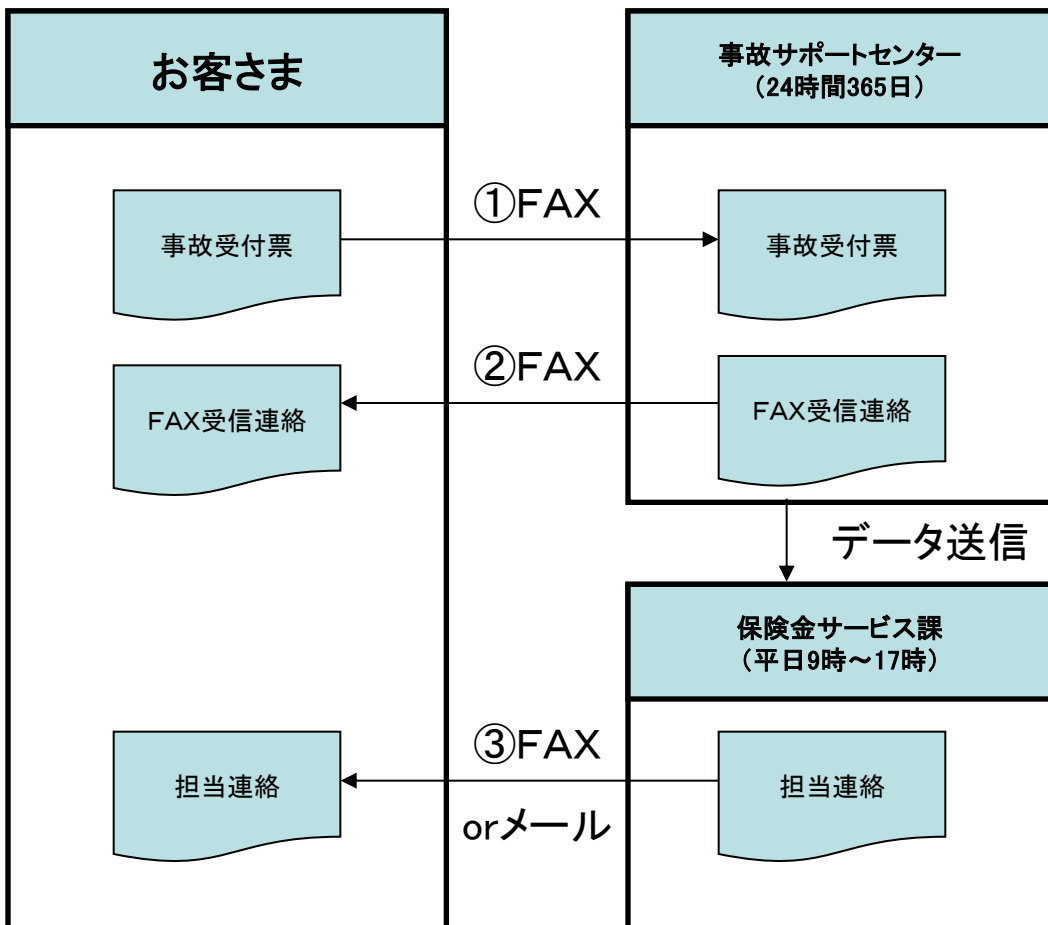 お客さま
事故サポートセンター
（24時間365日）
①FAX
事故受付票
事故受付票
②FAX
FAX受信連絡
FAX受信連絡
データ送信
保険金サービス課
（平日9時～17時）
③FAX
担当連絡
担当連絡
orメール